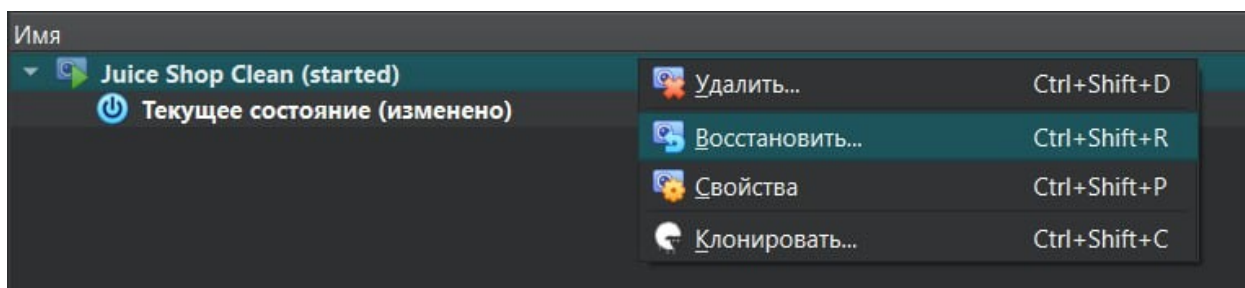 Имя
Juice Shop Clean (started)
Текущее состояние (изменено)
Удалить... Ctrl+Shift+D
Восстановить... Ctrl+Shift+R
Свойства Ctrl+Shift+P
Клонировать... Ctrl+Shift+C